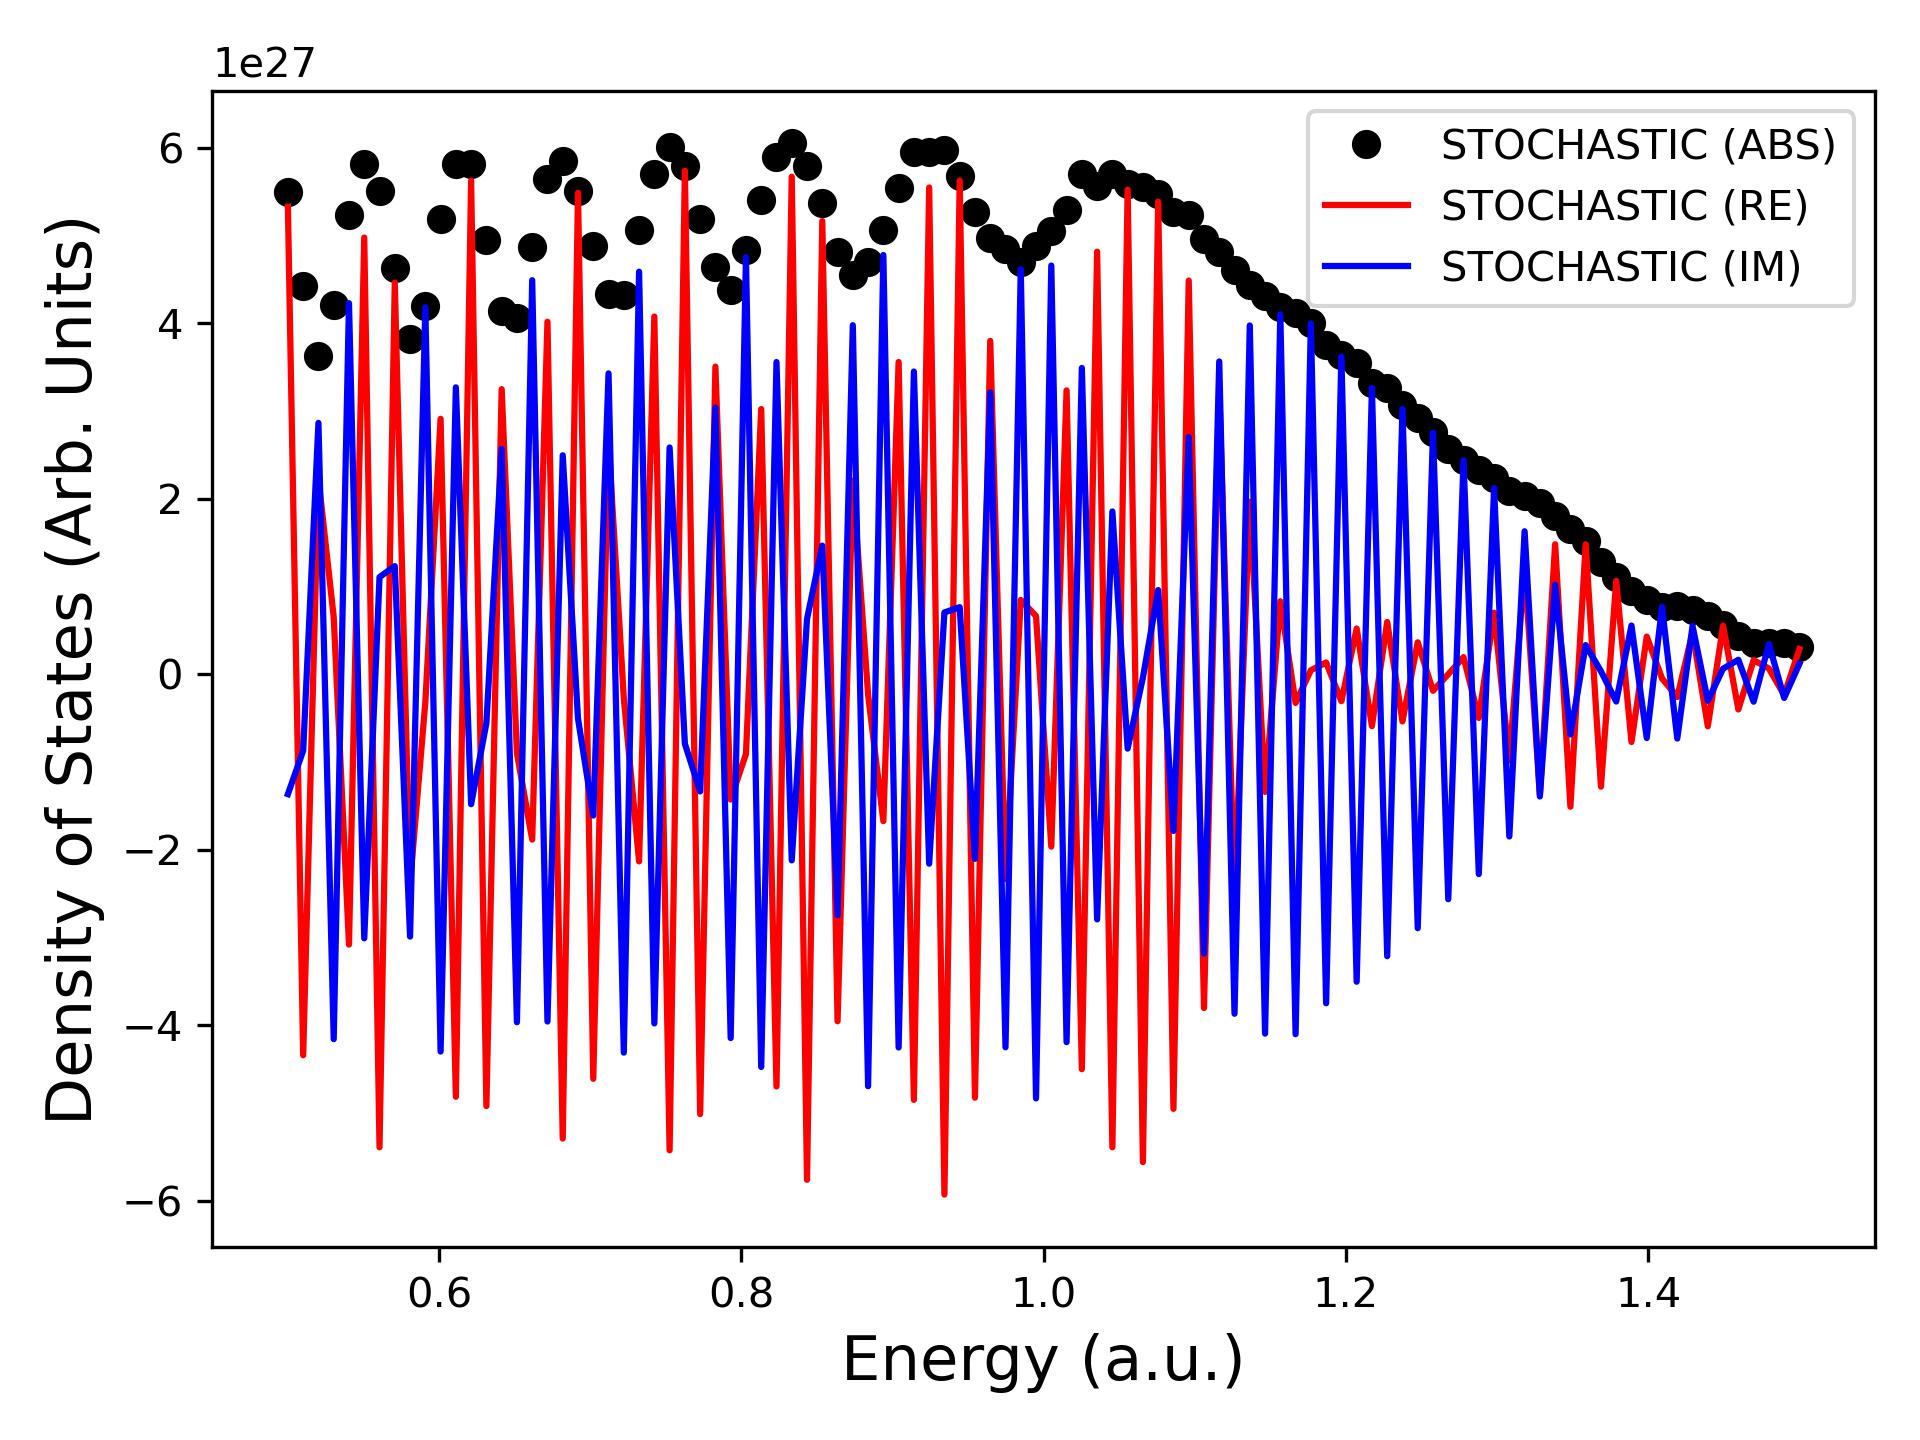 1e27
6
4
2
0
−2
−4
−6
Density of States (Arb. Units)
STOCHASTIC (ABS)
STOCHASTIC (RE)
STOCHASTIC (IM)
0.6 0.8 1.0 1.2 1.4
Energy (a.u.)